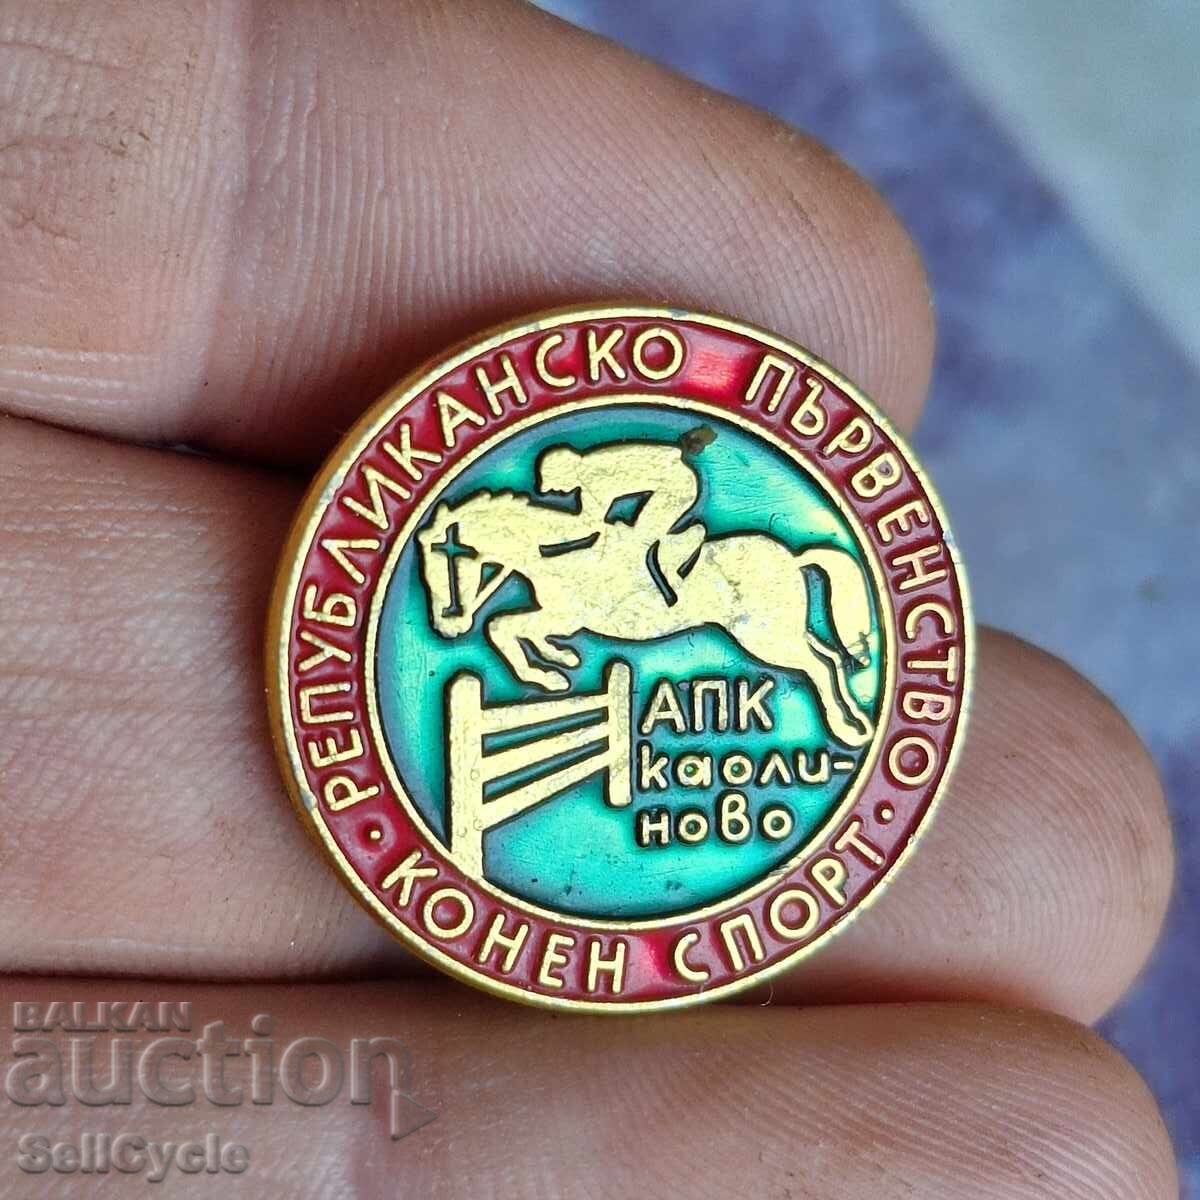 · РЕПУБЛИКАНСКО ПЪРВЕНСТВО ·
КОНЕН СПОРТ
АПК
каоли-
ново
BALKAN
auction
SellCycle